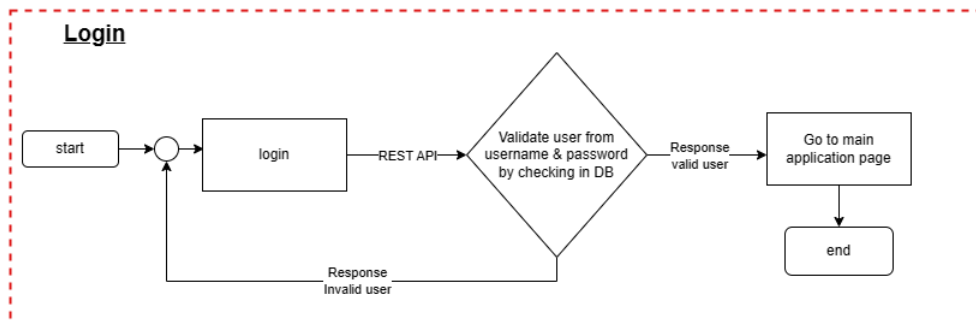 Login
start
login
REST API
Validate user from
username & password
by checking in DB
Response
valid user
Go to main
application page
end
Response
Invalid user